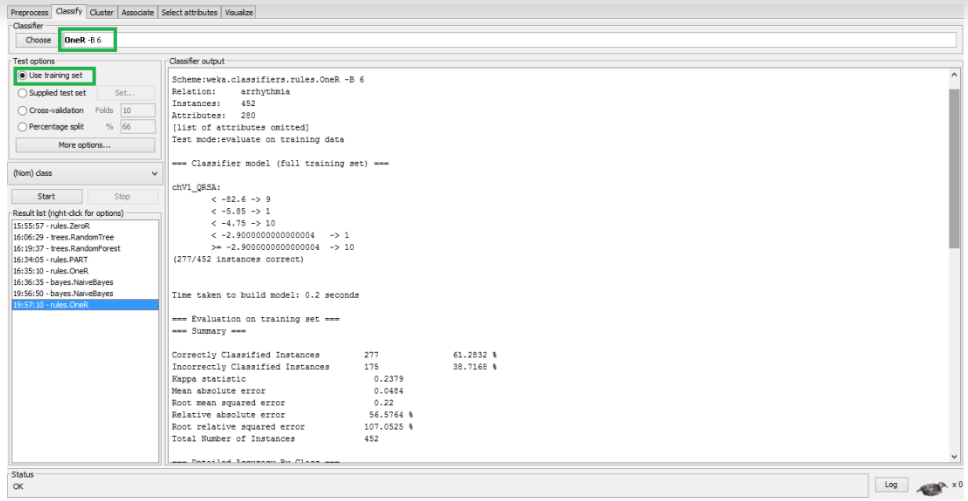 Preprocess Classify Cluster Associate Select attributes Visualize
Classifier
Choose OneR -B 6
Test options
Use training set
Supplied test set Set...
Cross-validation Folds 10
Percentage split % 66
More options...
(Nom) class
Start Stop
Result list (right-click for options)
15:55:57 - rules.ZeroR
16:06:29 - trees.RandomTree
16:19:37 - trees.RandomForest
16:34:05 - rules.PART
16:35:10 - rules.OneR
16:36:35 - bayes.NaiveBayes
19:56:50 - bayes.NaiveBayes
19:57:10 - rules.OneR
Classifier output
Scheme:weka.classifiers.rules.OneR -B 6
Relation: arrhythmia
Instances: 452
Attributes: 280
[list of attributes omitted]
Test mode:evaluate on training data
=== Classifier model (full training set) ===
chV1_QRSA:
< -82.6 -> 9
< -5.85 -> 1
< -4.75 -> 10
< -2.9000000000000004 -> 1
>= -2.9000000000000004 -> 10
(277/452 instances correct)
Time taken to build model: 0.2 seconds
=== Evaluation on training set ===
=== Summary ===
Correctly Classified Instances 277 61.2832 %
Incorrectly Classified Instances 175 38.7168 %
Kappa statistic 0.2379
Mean absolute error 0.0484
Root mean squared error 0.22
Relative absolute error 56.5764 %
Root relative squared error 107.0525 %
Total Number of Instances 452
=== Detailed Accuracy By Class ===
Status
OK
Log x 0